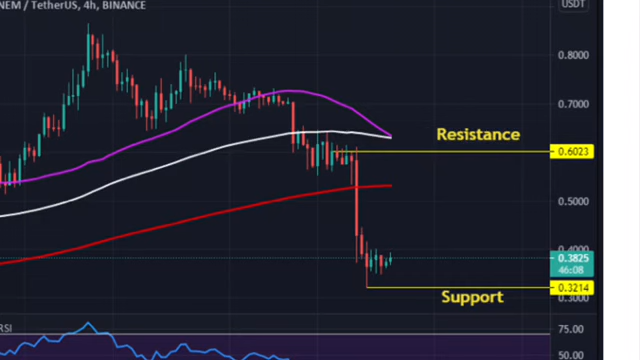 NEM / TetherUS, 4h, BINANCE
USDT
0.8000
0.7000
Resistance
0.6023
0.5000
0.4000
0.3825
46:08
0.3214
Support
0.3000
RSI
75.00
50.00